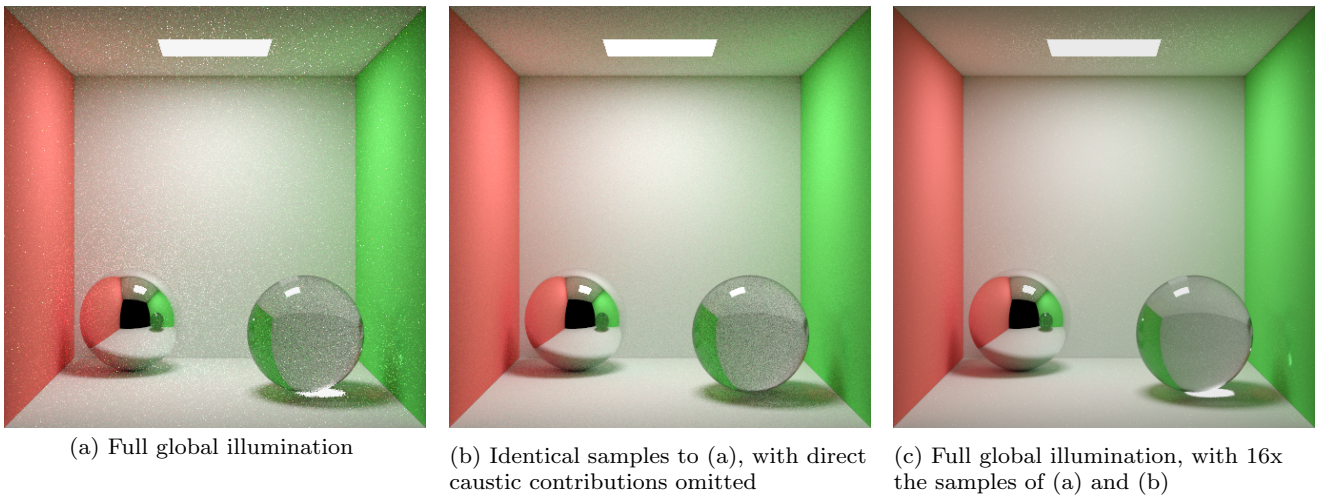 (a) Full global illumination
(b) Identical samples to (a), with direct
caustic contributions omitted
(c) Full global illumination, with 16x
the samples of (a) and (b)